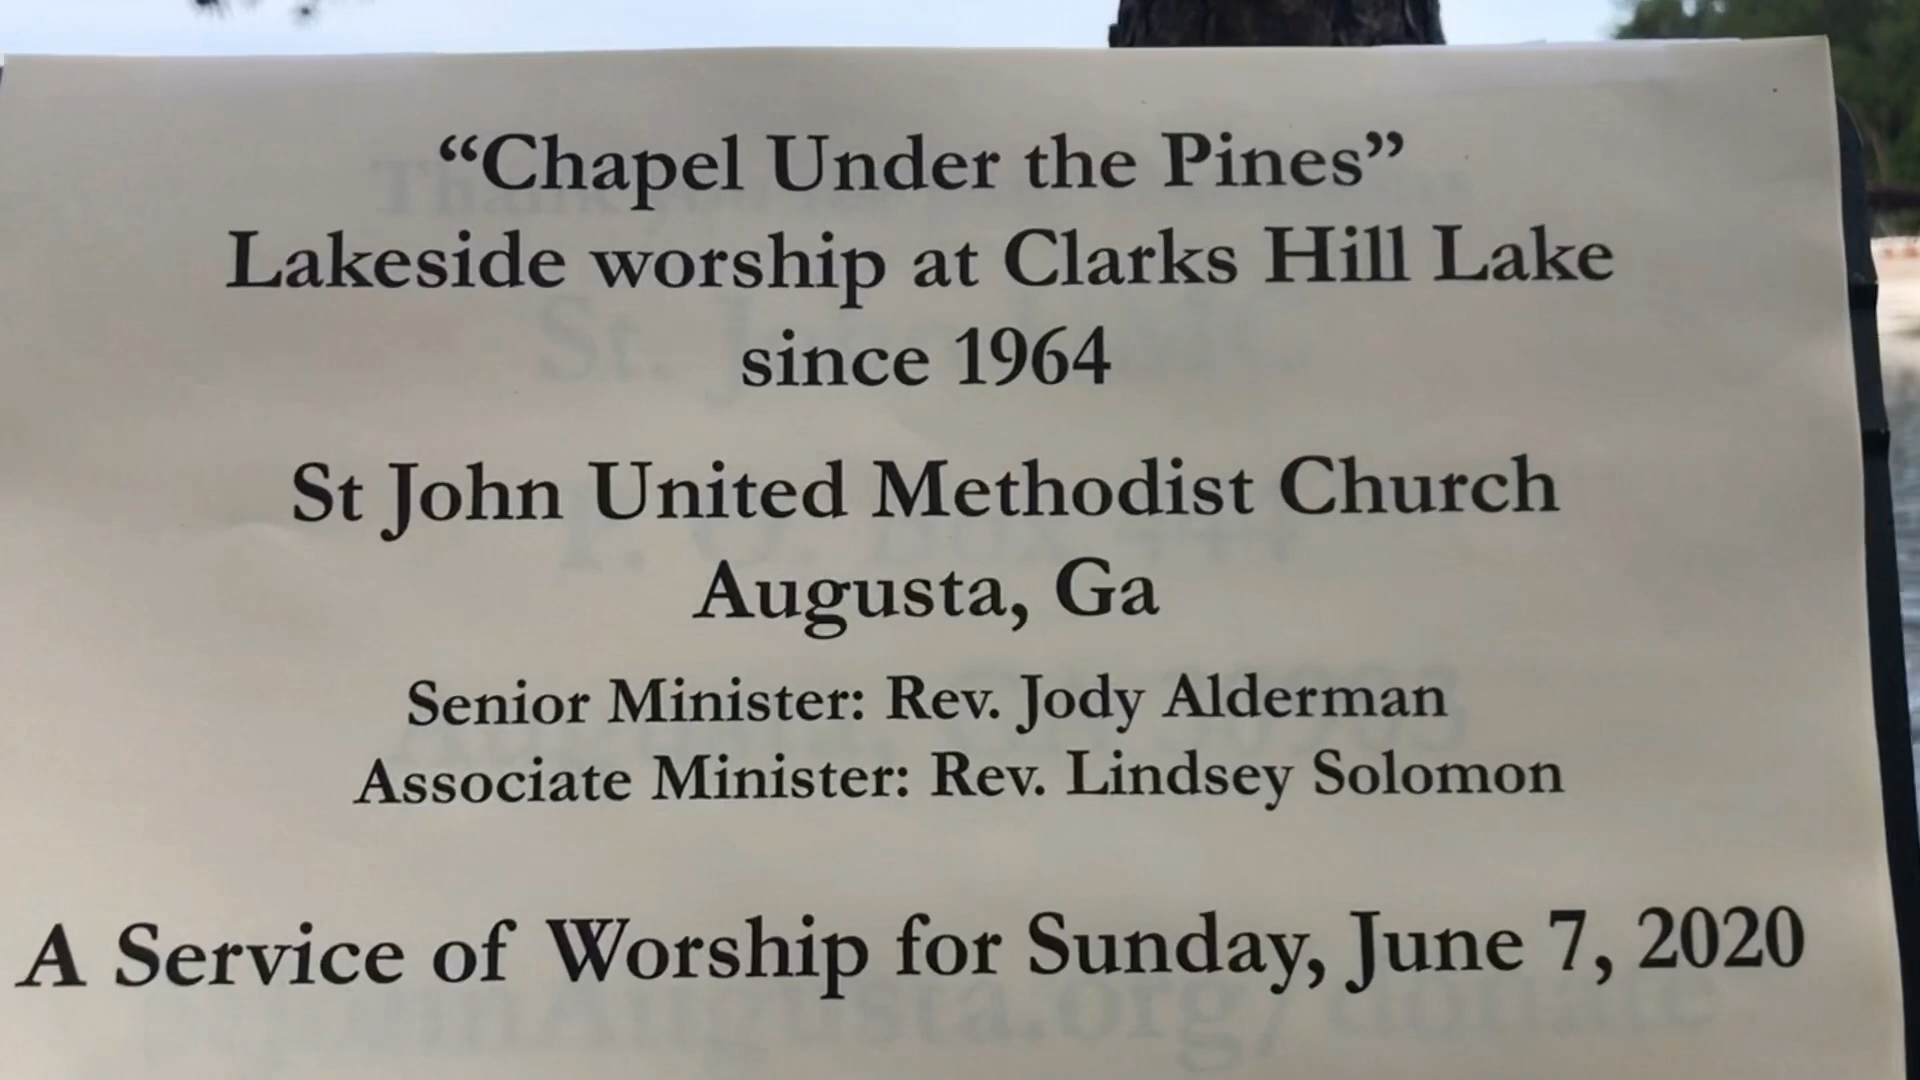 “Chapel Under the Pines”
Lakeside worship at Clarks Hill Lake
since 1964
St John United Methodist Church
Augusta, Ga
Senior Minister: Rev. Jody Alderman
Associate Minister: Rev. Lindsey Solomon
A Service of Worship for Sunday, June 7, 2020